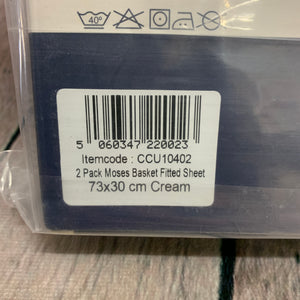 40°
5 060347 220023
Itemcode : CCU10402
2 Pack Moses Basket Fitted Sheet
73x30 cm Cream